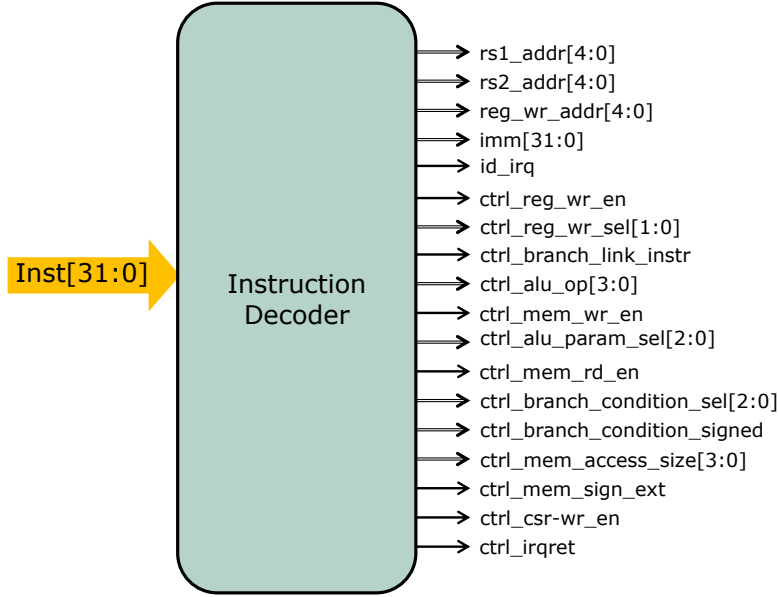 Inst[31:0]
Instruction
Decoder
rs1_addr[4:0]
rs2_addr[4:0]
reg_wr_addr[4:0]
imm[31:0]
id_irq
ctrl_reg_wr_en
ctrl_reg_wr_sel[1:0]
ctrl_branch_link_instr
ctrl_alu_op[3:0]
ctrl_mem_wr_en
ctrl_alu_param_sel[2:0]
ctrl_mem_rd_en
ctrl_branch_condition_sel[2:0]
ctrl_branch_condition_signed
ctrl_mem_access_size[3:0]
ctrl_mem_sign_ext
ctrl_csr-wr_en
ctrl_irqret